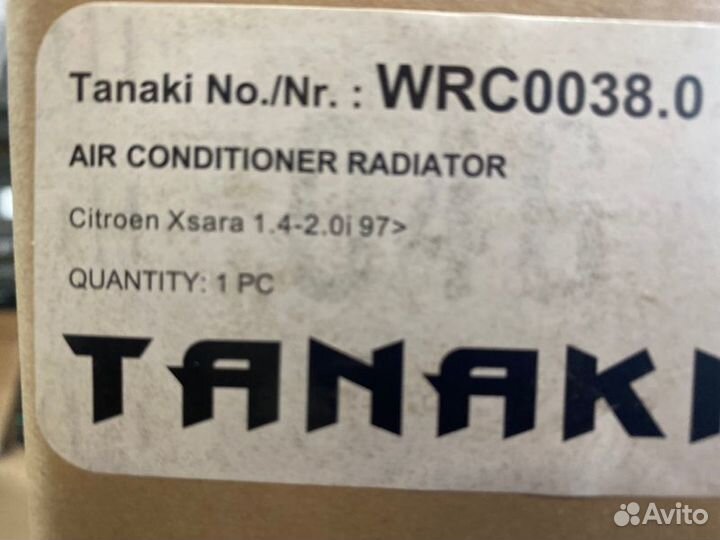 Tanaki No./Nr. : WRC0038.0
AIR CONDITIONER RADIATOR
Citroen Xsara 1.4-2.0i 97>
QUANTITY: 1 PC
TANAKI
Avito